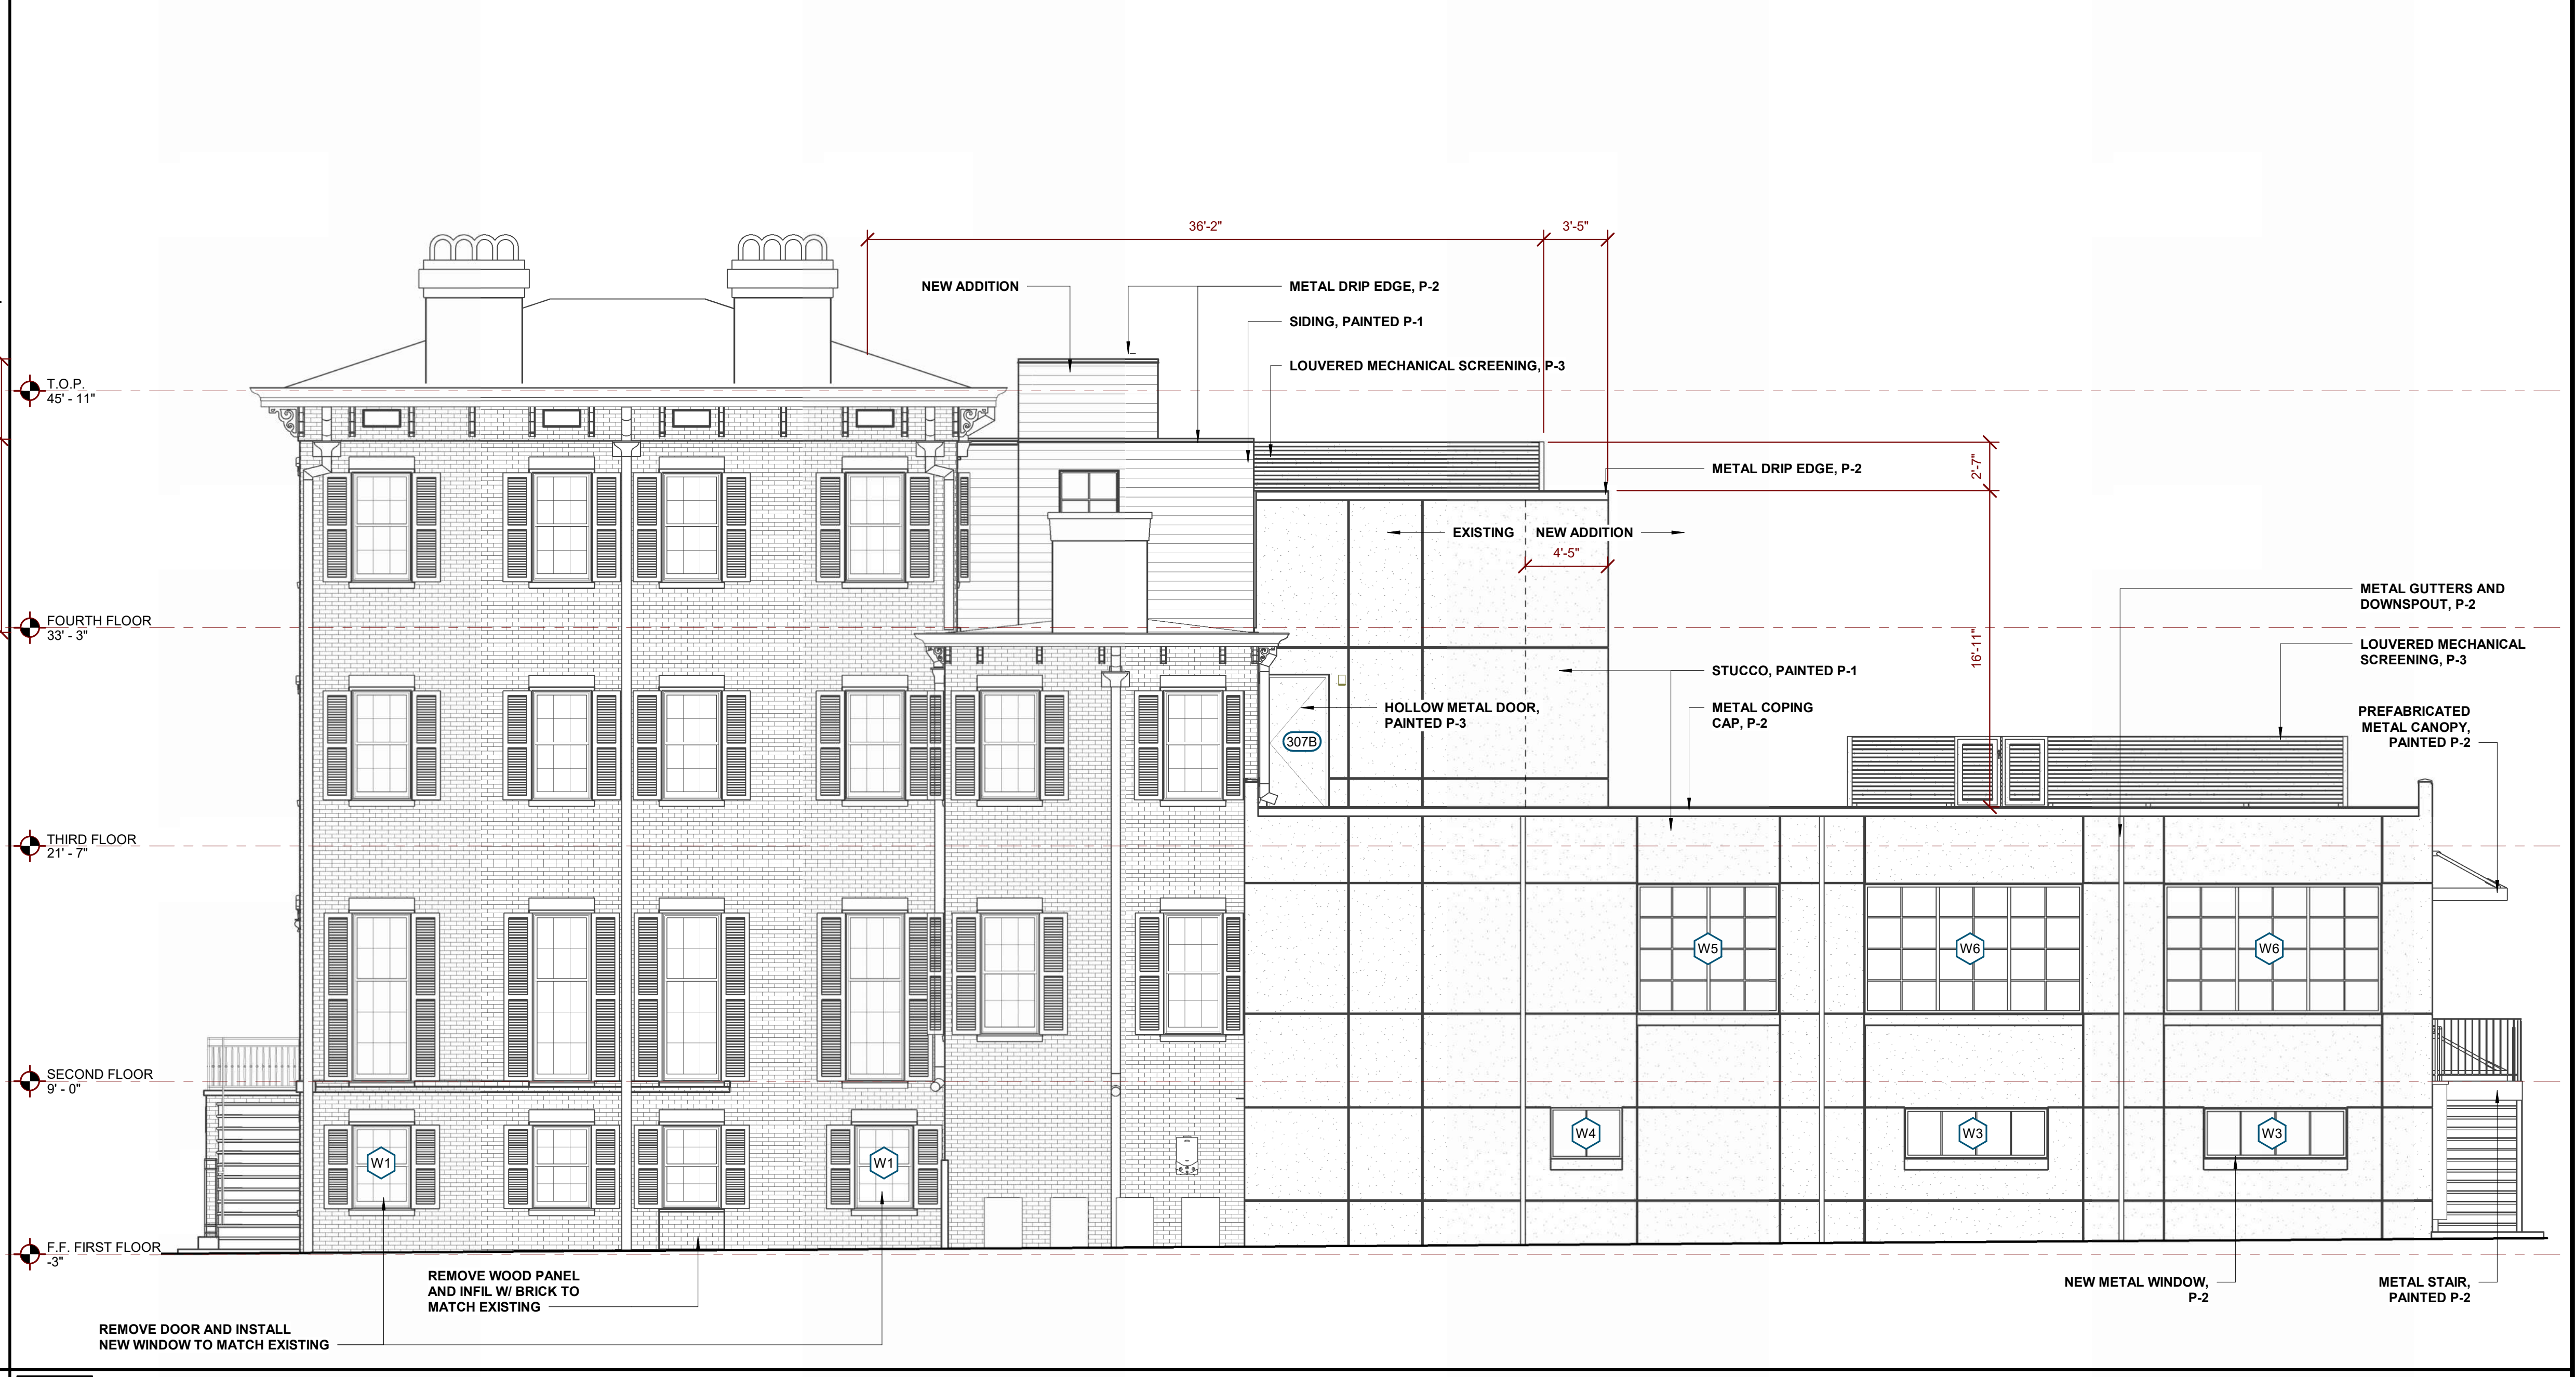 36'-2"
3'-5"
NEW ADDITION
METAL DRIP EDGE, P-2
SIDING, PAINTED P-1
LOUVERED MECHANICAL SCREENING, P-3
T.O.P.
45' - 11"
METAL DRIP EDGE, P-2
2'-7"
EXISTING
NEW ADDITION
4'-5"
METAL GUTTERS AND
DOWNSPOUT, P-2
FOURTH FLOOR
33' - 3"
16'-11"
LOUVERED MECHANICAL
SCREENING, P-3
STUCCO, PAINTED P-1
HOLLOW METAL DOOR,
PAINTED P-3
METAL COPING
CAP, P-2
PREFABRICATED
METAL CANOPY,
PAINTED P-2
307B
THIRD FLOOR
21' - 7"
W5
W6
W6
SECOND FLOOR
9' - 0"
W4
W3
W3
W1
W1
F.F. FIRST FLOOR
-3"
REMOVE WOOD PANEL
AND INFIL W/ BRICK TO
MATCH EXISTING
NEW METAL WINDOW,
P-2
METAL STAIR,
PAINTED P-2
REMOVE DOOR AND INSTALL
NEW WINDOW TO MATCH EXISTING